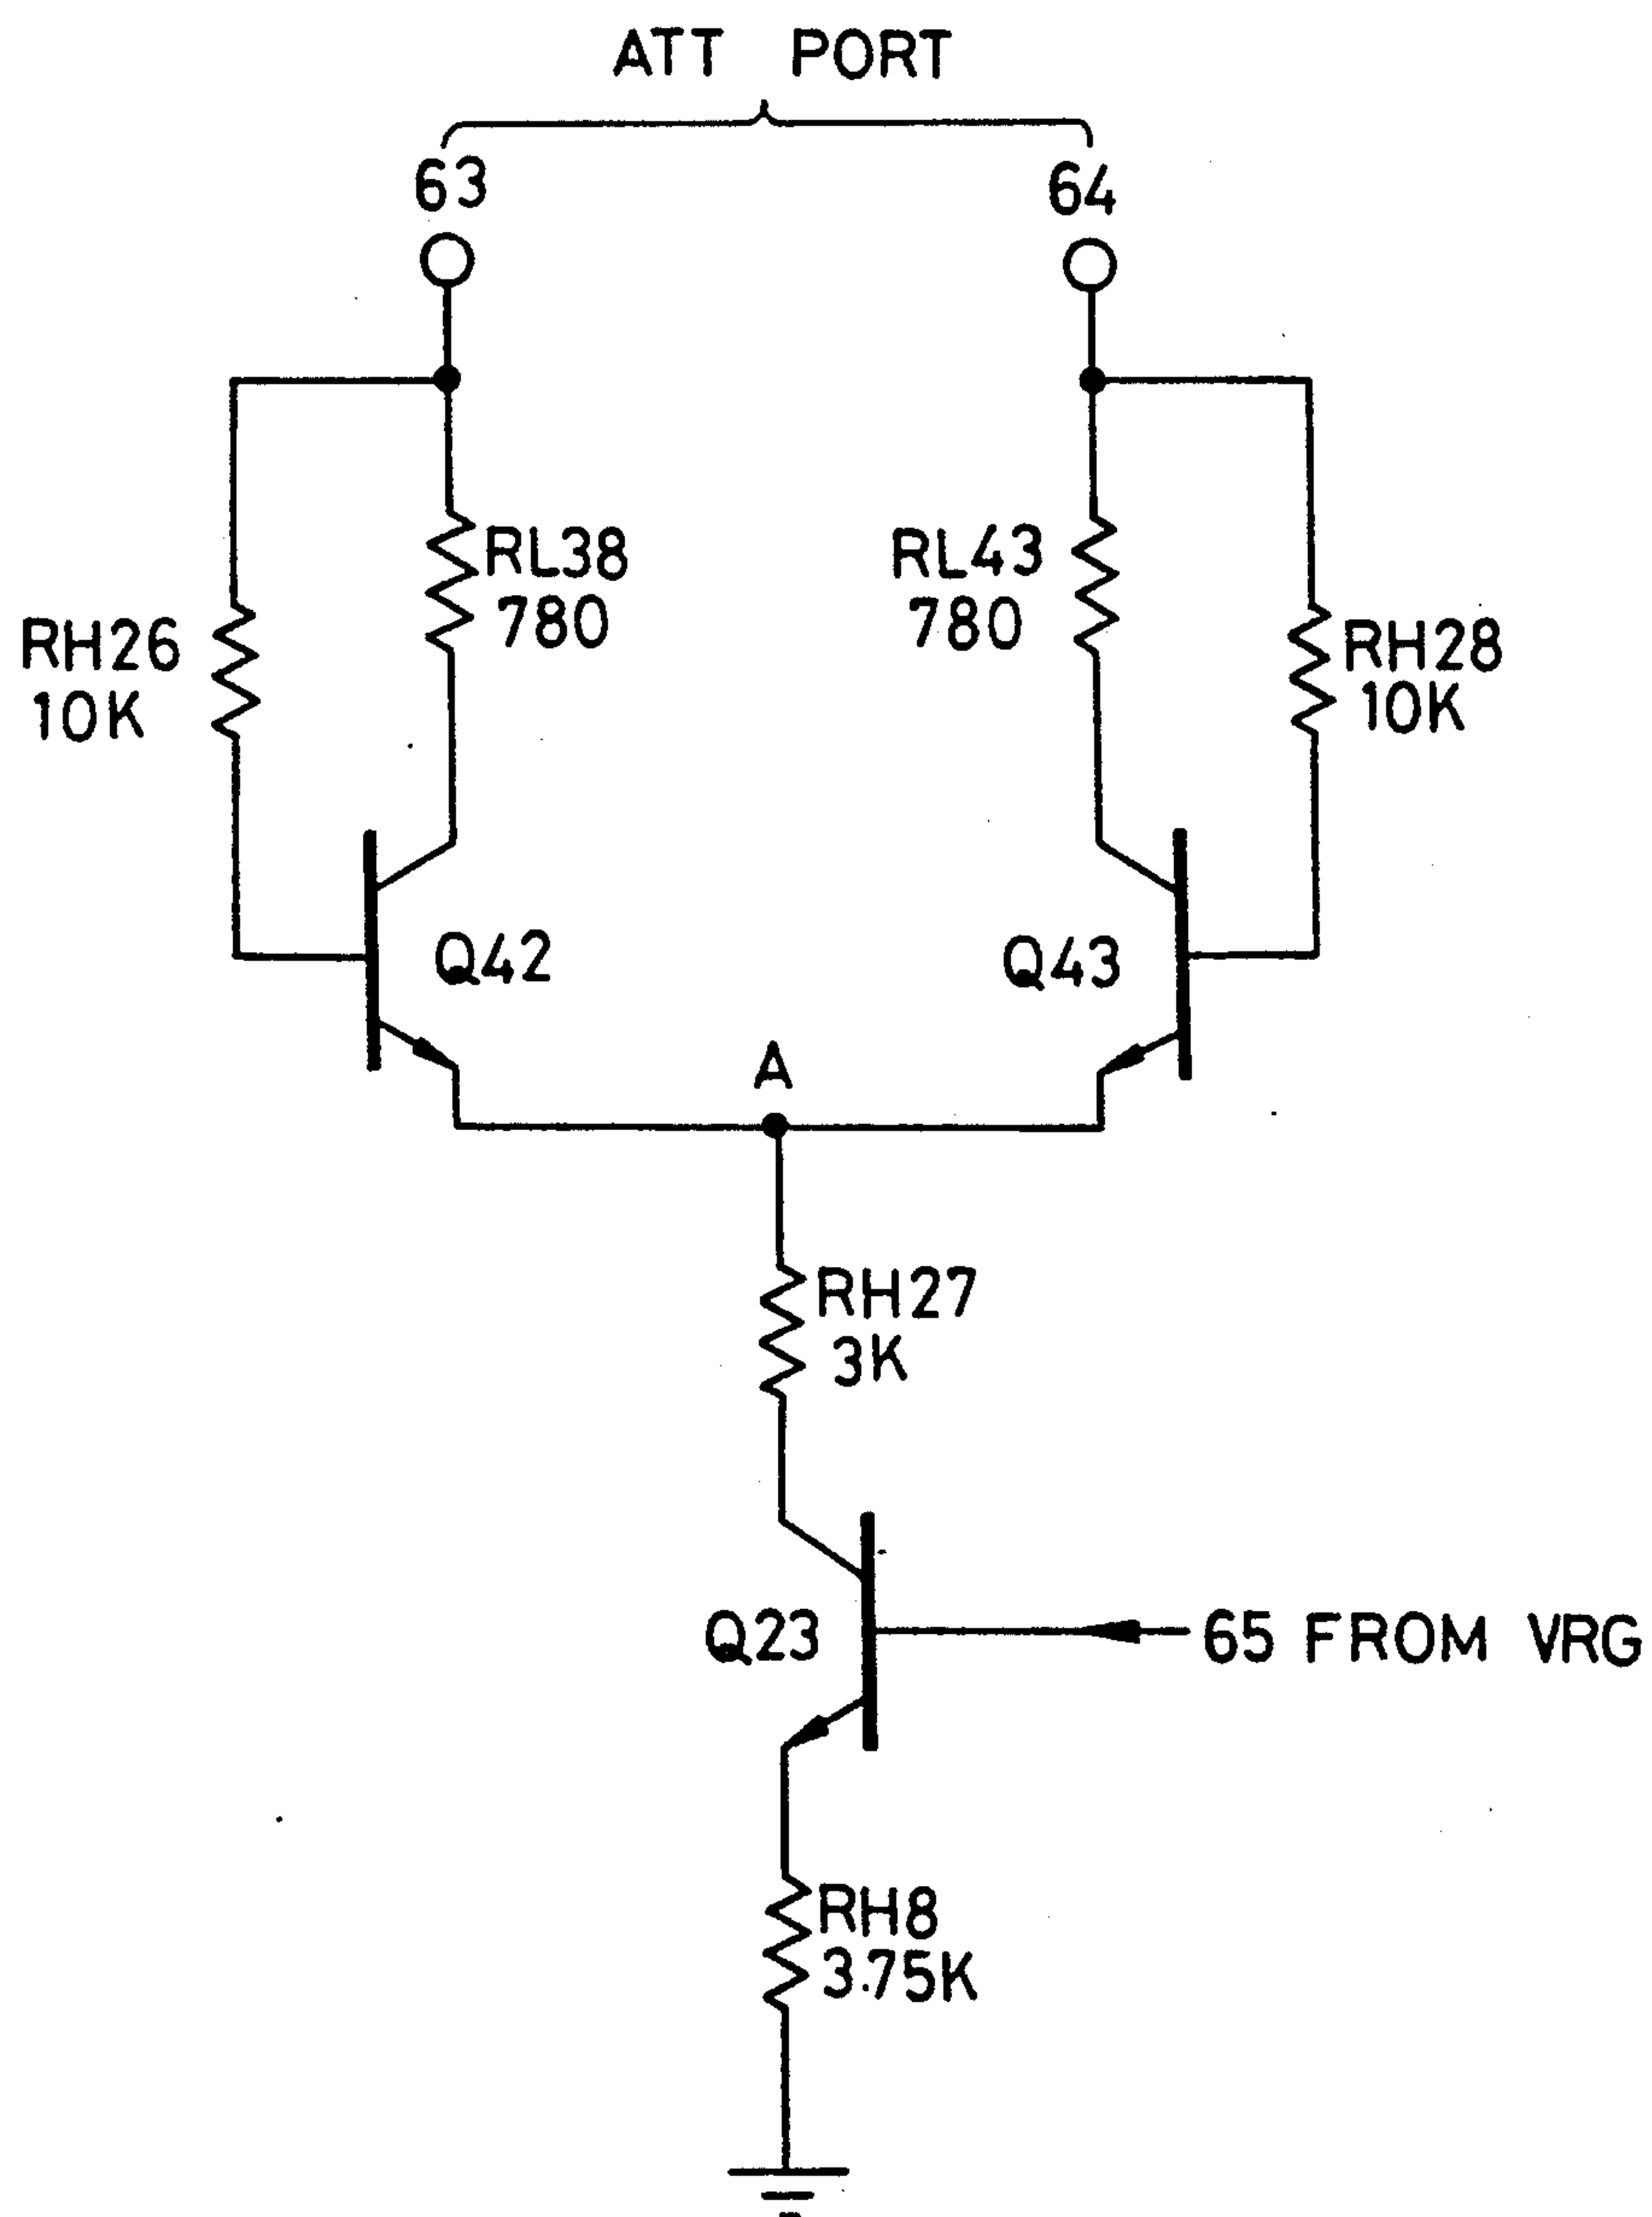 ATT PORT
63
64
RL38
780
RL43
780
RH26
10K
RH28
10K
Q42
Q43
A
RH27
3K
Q23
65 FROM VRG
RH8
3.75K